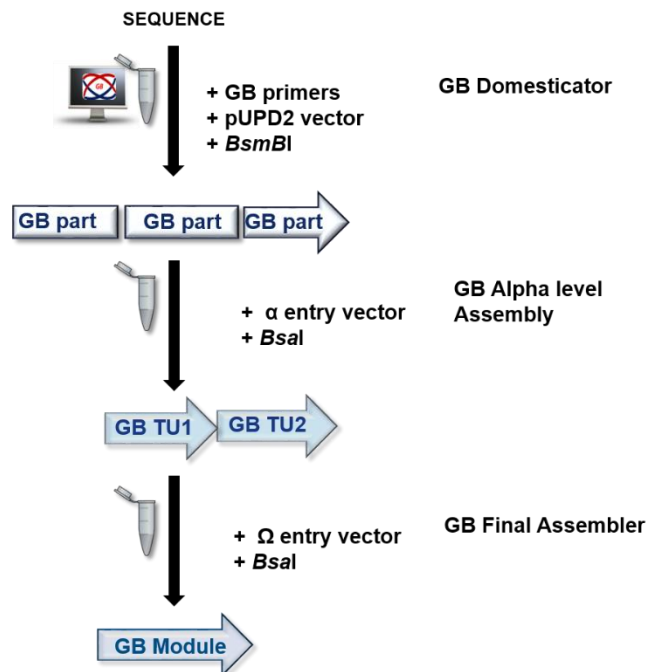 SEQUENCE
GB
+ GB primers
+ pUPD2 vector
+ BsmBI
GB Domesticator
GB part
GB part
GB part
+ α entry vector
+ BsaI
GB Alpha level
Assembly
GB TU1
GB TU2
+ Ω entry vector
+ BsaI
GB Final Assembler
GB Module